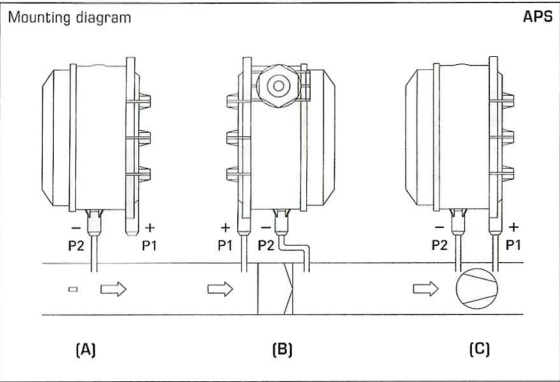 Mounting diagram
APS
− +
P2 P1
+ −
P1 P2
− +
P2 P1
(A)
(B)
(C)